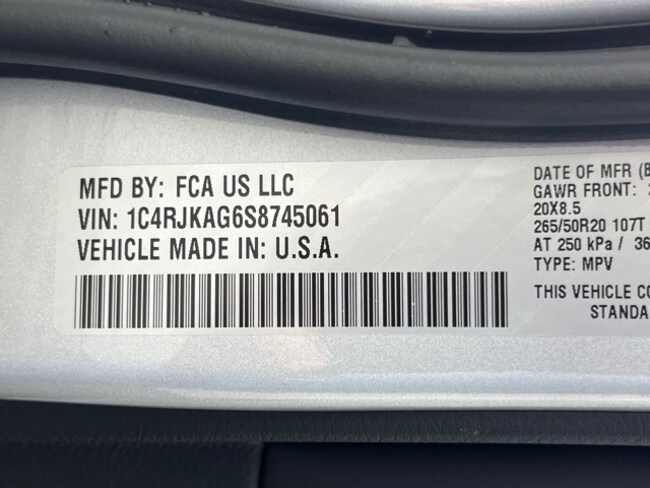 MFD BY: FCA US LLC
VIN: 1C4RJKAG6S8745061
VEHICLE MADE IN: U.S.A.
DATE OF MFR
GAWR FRONT:
20X8.5
265/50R20 107T
AT 250 kPa / 36
TYPE: MPV
THIS VEHICLE